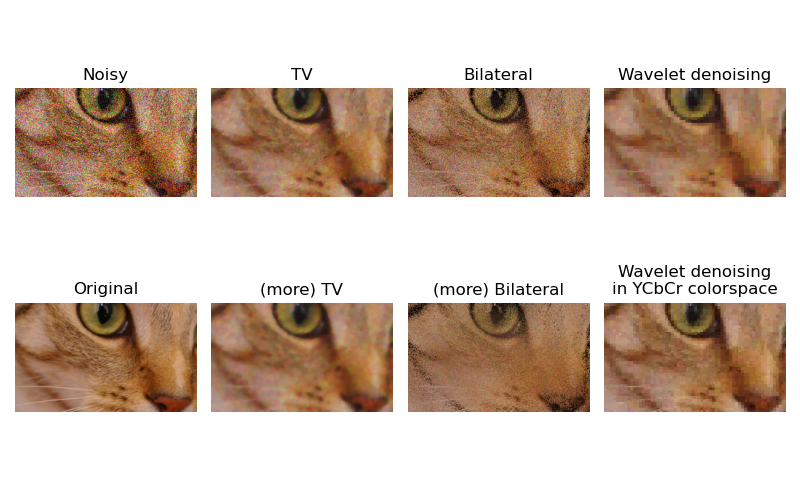 Noisy
TV
Bilateral
Wavelet denoising
Original
(more) TV
(more) Bilateral
Wavelet denoising
in YCbCr colorspace